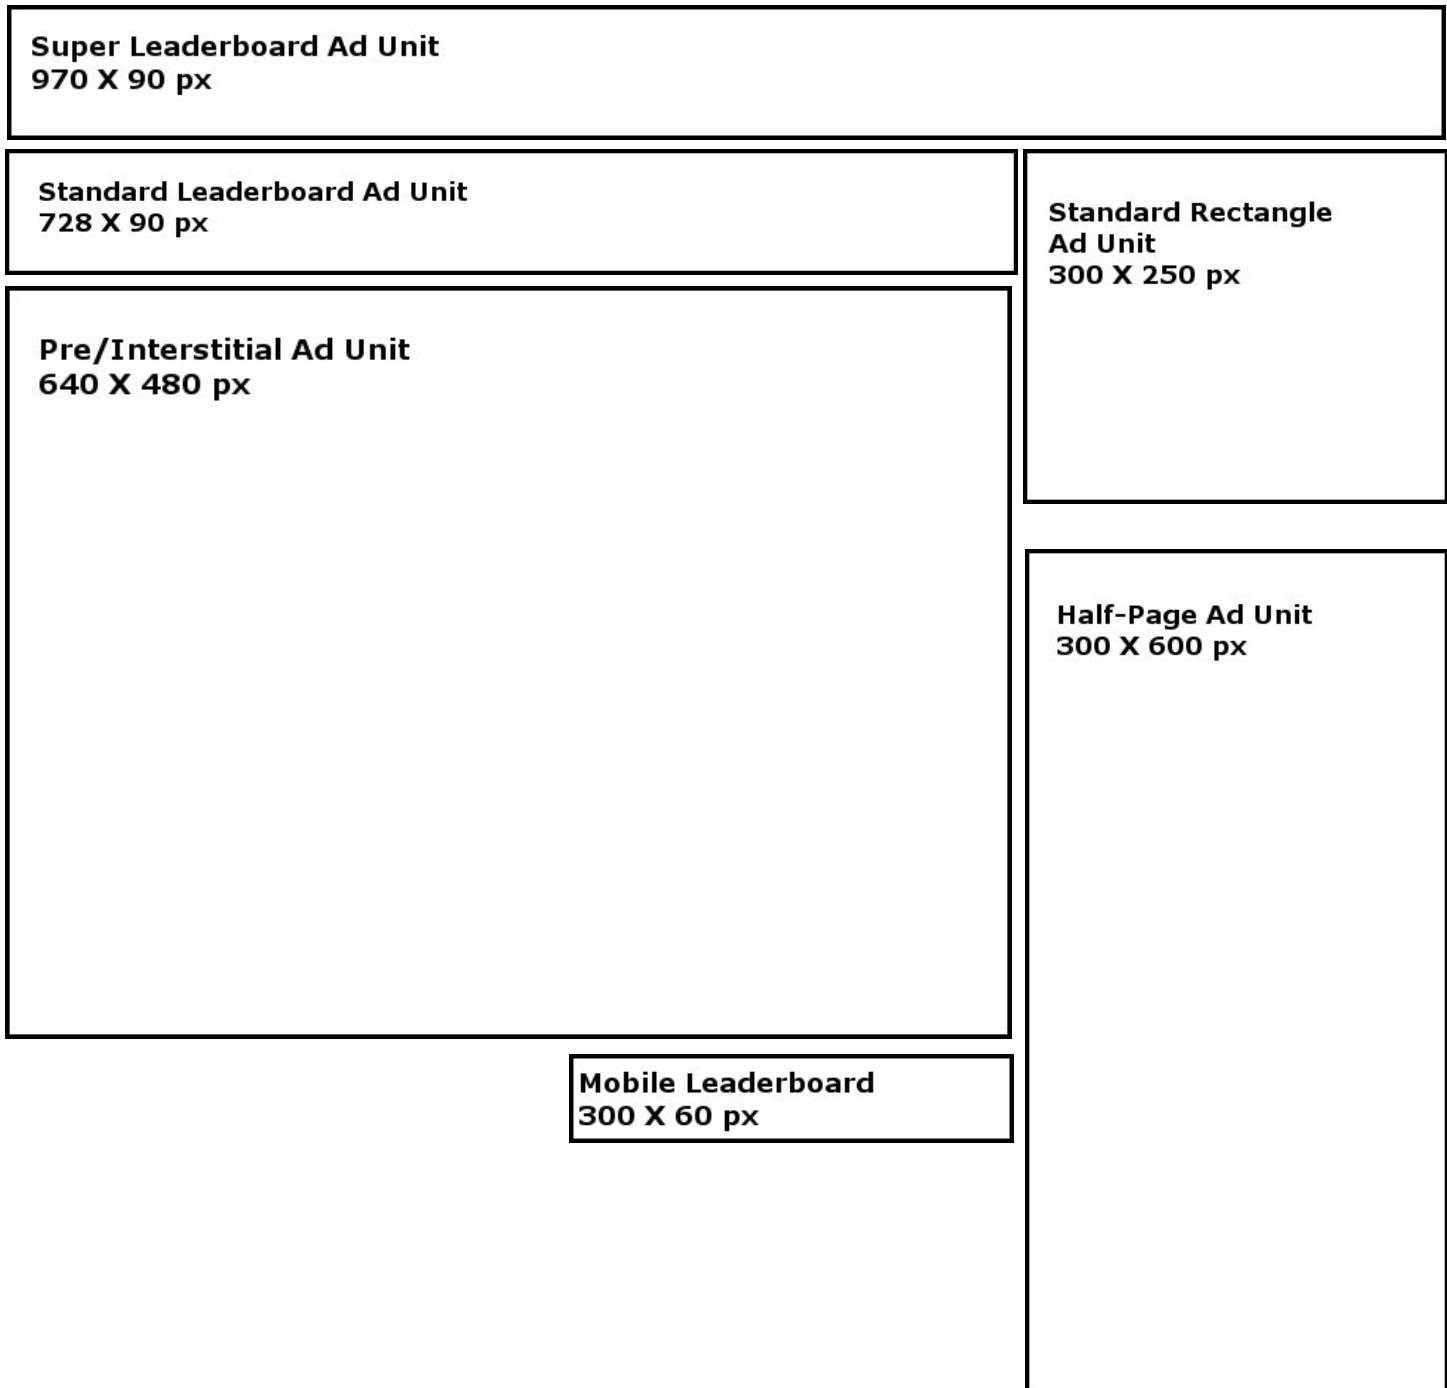 Super Leaderboard Ad Unit
970 X 90 px
Standard Leaderboard Ad Unit
728 X 90 px
Standard Rectangle
Ad Unit
300 X 250 px
Pre/Interstitial Ad Unit
640 X 480 px
Half-Page Ad Unit
300 X 600 px
Mobile Leaderboard
300 X 60 px